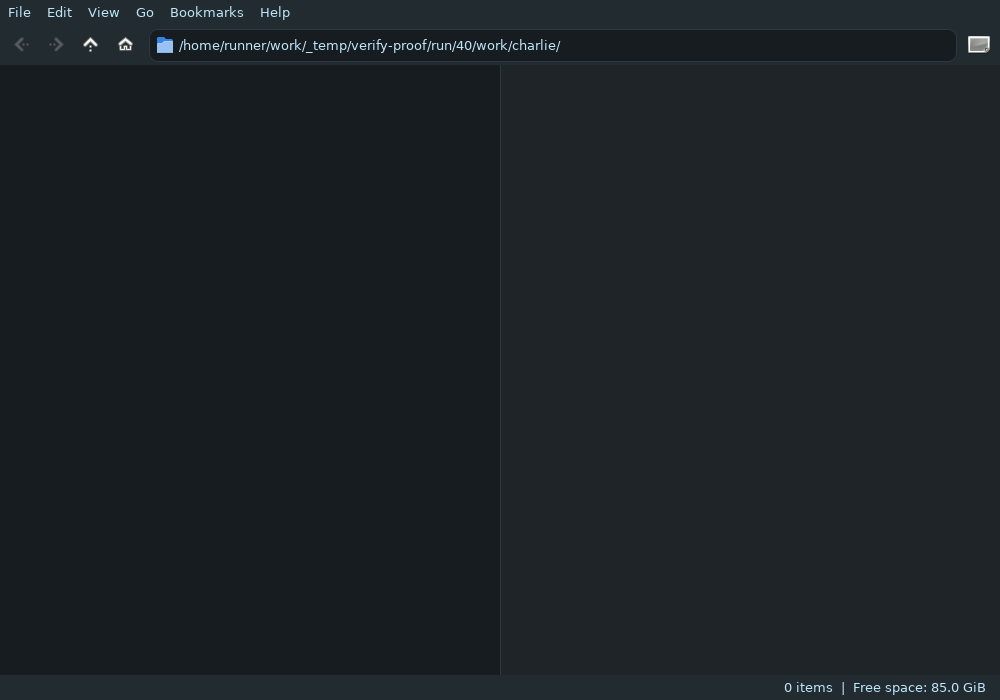 File Edit View Go Bookmarks Help
/home/runner/work/_temp/verify-proof/run/40/work/charlie/
0 items | Free space: 85.0 GiB